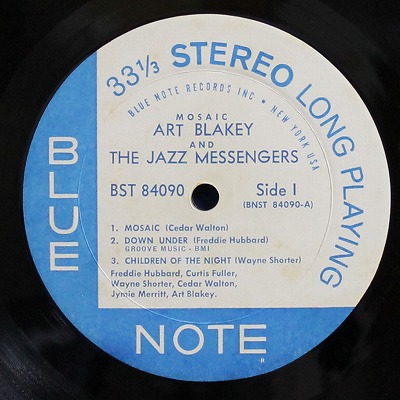 33 1/3 STEREO LONG PLAYING
BLUE NOTE RECORDS INC • NEW YORK USA
MOSAIC
ART BLAKEY
AND
THE JAZZ MESSENGERS
BST 84090 Side 1
(BNST 84090-A)
1. MOSAIC (Cedar Walton)
2. DOWN UNDER (Freddie Hubbard)
GROOVE MUSIC - BMI
3. CHILDREN OF THE NIGHT (Wayne Shorter)
Freddie Hubbard, Curtis Fuller,
Wayne Shorter, Cedar Walton,
Jymie Merritt, Art Blakey.
BLUE
NOTE
R